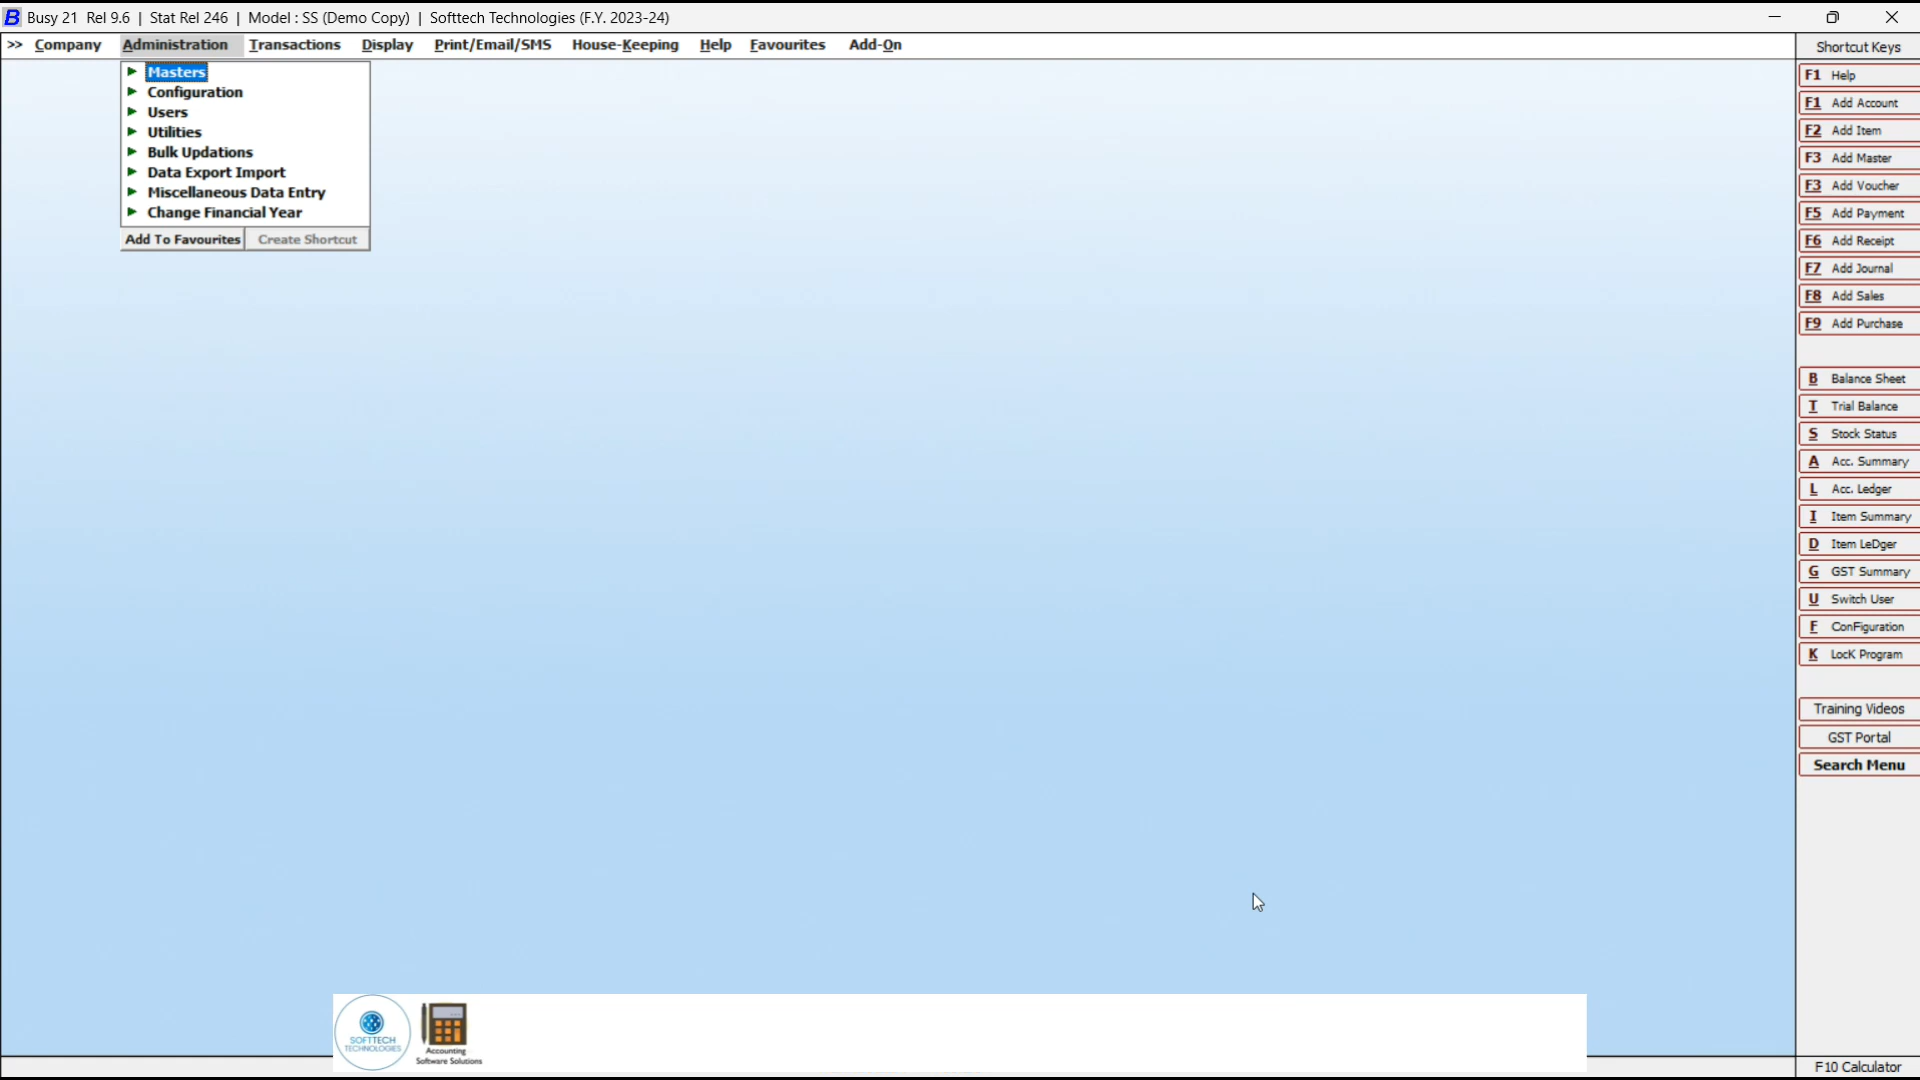 B Busy 21 Rel 9.6 | Stat Rel 246 | Model : SS (Demo Copy) | Softtech Technologies (F.Y. 2023-24)
>> Company Administration Transactions Display Print/Email/SMS House-Keeping Help Favourites Add-On
Masters
Configuration
Users
Utilities
Bulk Updations
Data Export Import
Miscellaneous Data Entry
Change Financial Year
Add To Favourites Create Shortcut
Shortcut Keys
F1 Help
F1 Add Account
F2 Add Item
F3 Add Master
F3 Add Voucher
F5 Add Payment
F6 Add Receipt
F7 Add Journal
F8 Add Sales
F9 Add Purchase
B Balance Sheet
T Trial Balance
S Stock Status
A Acc. Summary
L Acc. Ledger
I Item Summary
D Item LeDger
G GST Summary
U Switch User
F ConFiguration
K LocK Program
Training Videos
GST Portal
Search Menu
SOFTTECH
TECHNOLOGIES
Accounting
Software Solutions
F10 Calculator